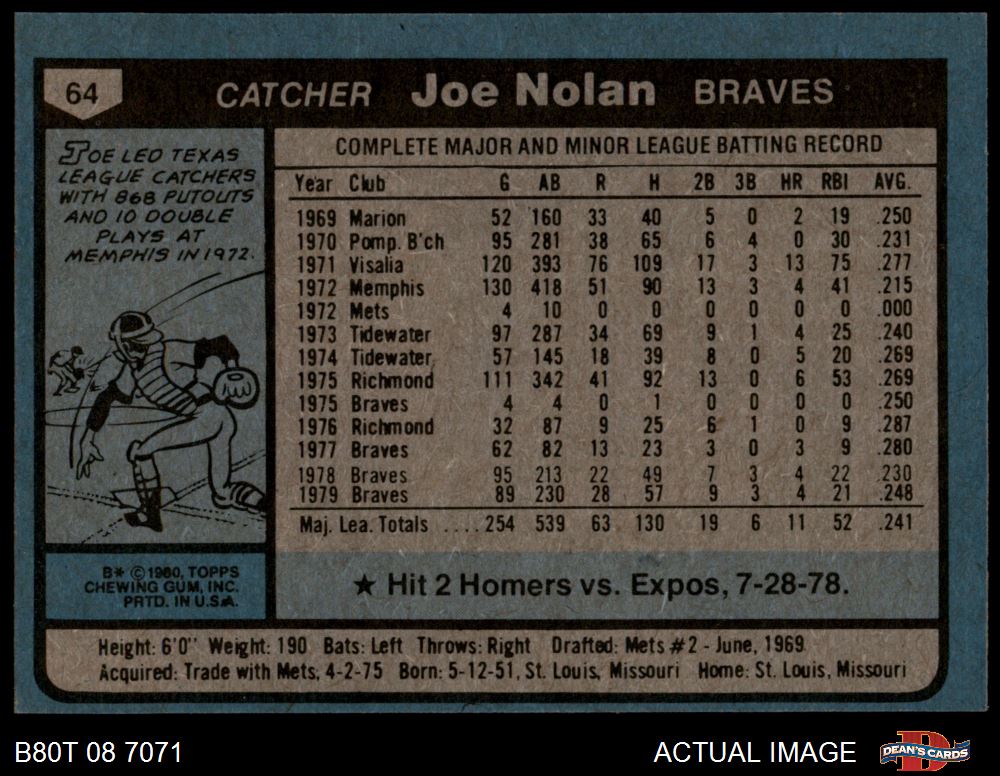 64 CATCHER Joe Nolan BRAVES
JOE LED TEXAS
LEAGUE CATCHERS
WITH 868 PUTOUTS
AND 10 DOUBLE
PLAYS AT
MEMPHIS IN 1972.
COMPLETE MAJOR AND MINOR LEAGUE BATTING RECORD
Year Club G AB R H 2B 3B HR RBI AVG.
1969 Marion 52 160 33 40 5 0 2 19 .250
1970 Pomp. B'ch 95 281 38 65 6 4 0 30 .231
1971 Visalia 120 393 76 109 17 3 13 75 .277
1972 Memphis 130 418 51 90 13 3 4 41 .215
1972 Mets 4 10 0 0 0 0 0 0 .000
1973 Tidewater 97 287 34 69 9 1 4 25 .240
1974 Tidewater 57 145 18 39 8 0 5 20 .269
1975 Richmond 111 342 41 92 13 0 6 53 .269
1975 Braves 4 4 0 1 0 0 0 0 .250
1976 Richmond 32 87 9 25 6 1 0 9 .287
1977 Braves 62 82 13 23 3 0 3 9 .280
1978 Braves 95 213 22 49 7 3 4 22 .230
1979 Braves 89 230 28 57 9 3 4 21 .248
Maj. Lea. Totals ....254 539 63 130 19 6 11 52 .241
B* © 1980, TOPPS
CHEWING GUM, INC.
PRTD. IN U.S.A.
★ Hit 2 Homers vs. Expos, 7-28-78.
Height: 6'0" Weight: 190 Bats: Left Throws: Right Drafted: Mets #2 - June, 1969
Acquired: Trade with Mets, 4-2-75 Born: 5-12-51, St. Louis, Missouri Home: St. Louis, Missouri
B80T 08 7071 ACTUAL IMAGE D DEAN'S CARDS